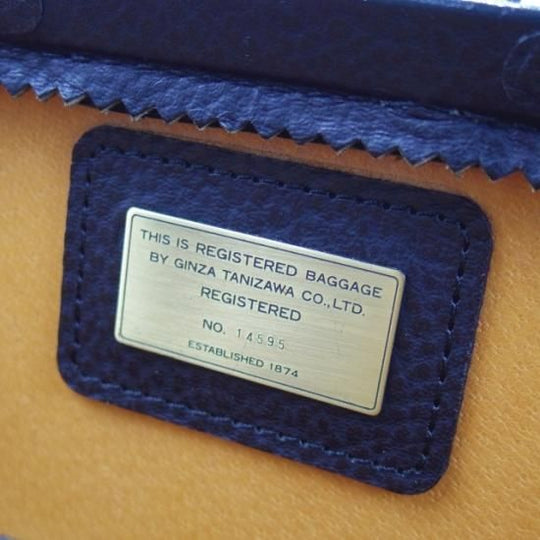 THIS IS REGISTERED BAGGAGE
BY GINZA TANIZAWA CO., LTD.
REGISTERED
NO. 14595
ESTABLISHED 1874